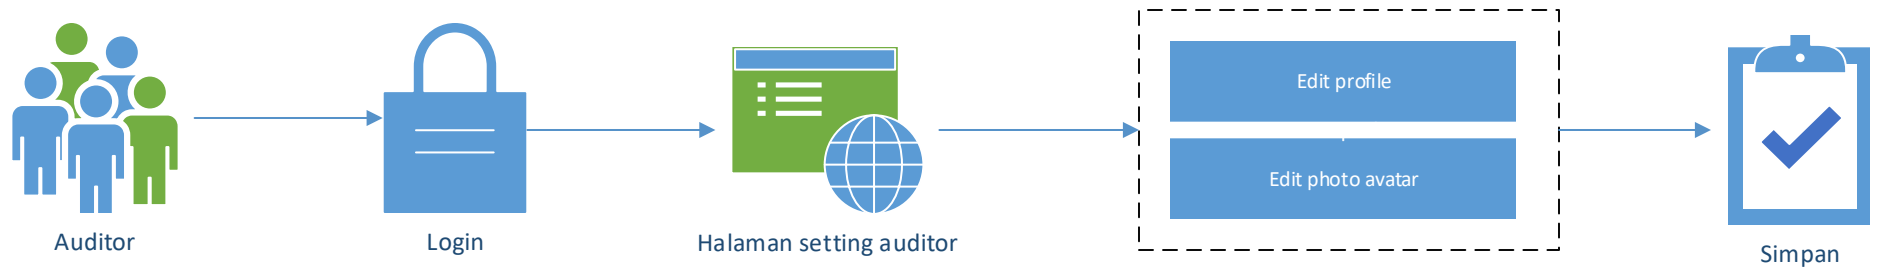 Auditor
Login
Halaman setting auditor
Edit profile
Edit photo avatar
Simpan